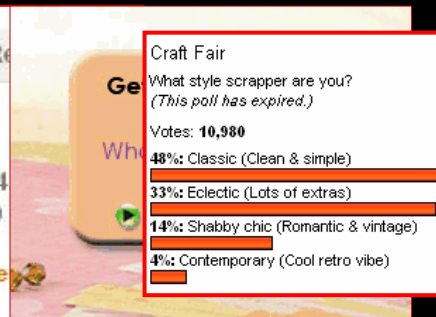 Craft Fair
What style scrapper are you?
(This poll has expired.)
Votes: 10,980
48%: Classic (Clean & simple)
33%: Eclectic (Lots of extras)
14%: Shabby chic (Romantic & vintage)
4%: Contemporary (Cool retro vibe)